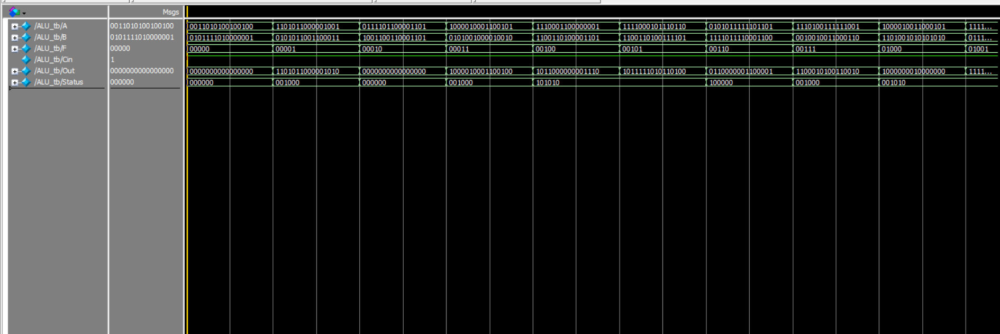 Msgs
/ALU_tb/A 0011010100100100 0011010100100100 1101011000001001 0111101100001101 1000010001100101 1110001100000001 1111000101110110 0101011111101101 1110100111111001 1000010011000101 1111...
/ALU_tb/B 0101111010000001 0101111010000001 0101011001100011 1001100110001101 0101001000010010 1100110100001101 1100110100111101 1111011110001100 0010010011000110 1101001010101010 0111...
/ALU_tb/F 00000 00000 00001 00010 00011 00100 00101 00110 00111 01000 01001
/ALU_tb/Cin 1
/ALU_tb/Out 0000000000000000 0000000000000000 1101011000001010 0000000000000000 1000010001100100 1011000000001110 1011111010110100 0110000001100001 1100010100110010 1000000010000000 1111...
/ALU_tb/Status 000000 000000 001000 000000 001000 101010 100000 001000 001010